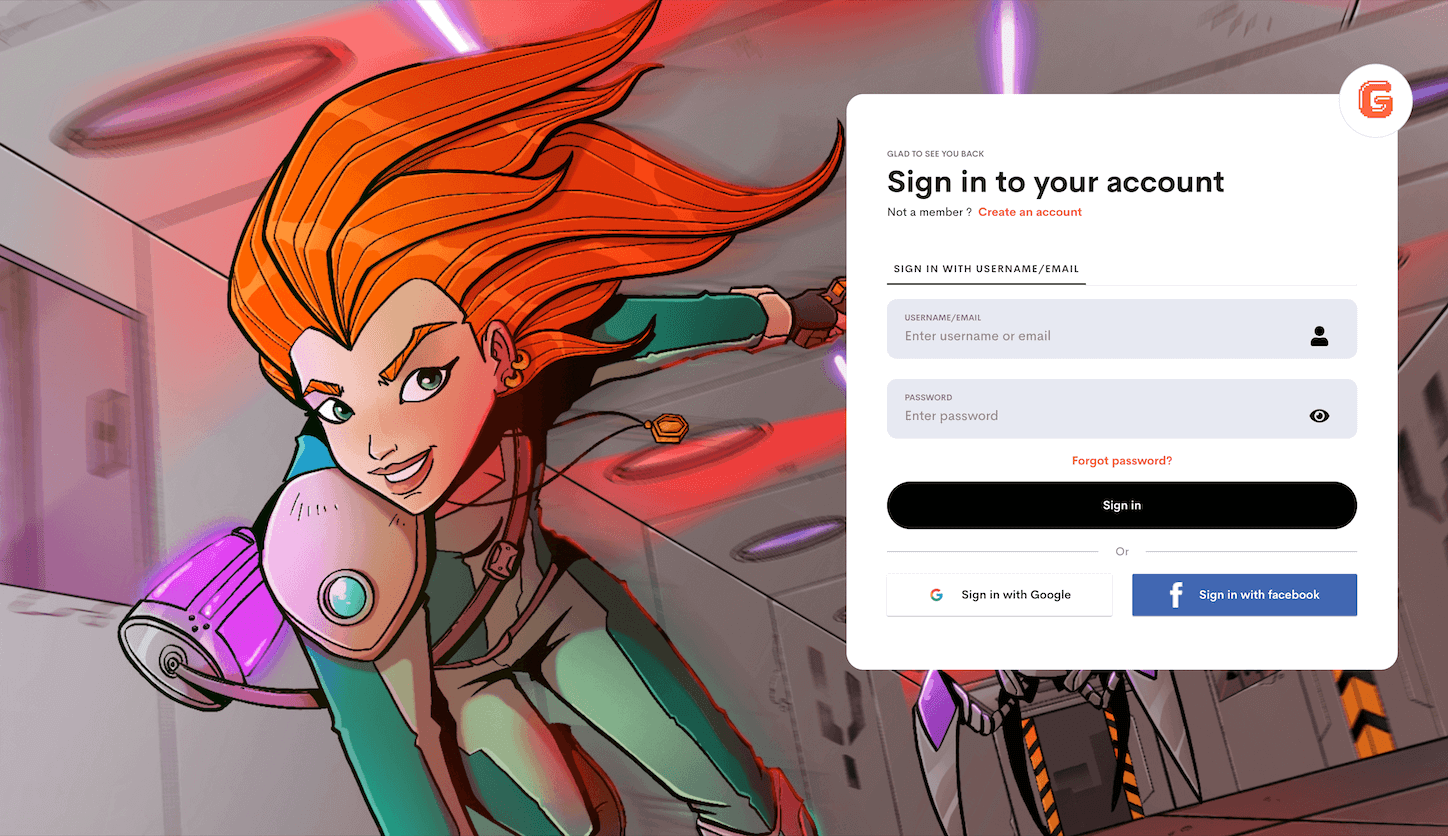 G
GLAD TO SEE YOU BACK
Sign in to your account
Not a member ? Create an account
SIGN IN WITH USERNAME/EMAIL
USERNAME/EMAIL
Enter username or email
PASSWORD
Enter password
Forgot password?
Sign in
Or
G Sign in with Google
f Sign in with facebook